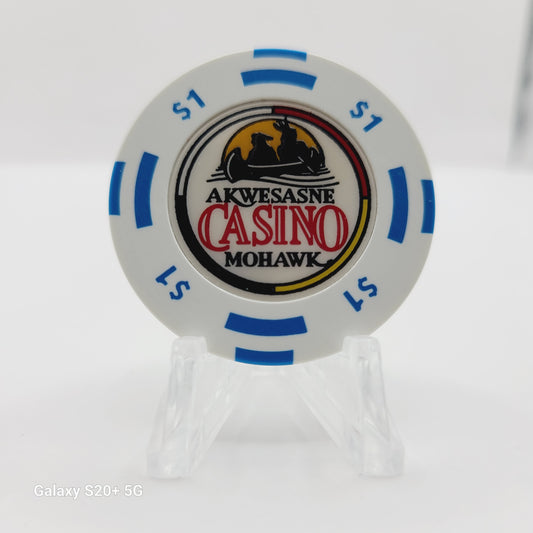 $1
$1
AKWESASNE
CASINO
MOHAWK
$1
$1
Galaxy S20+ 5G